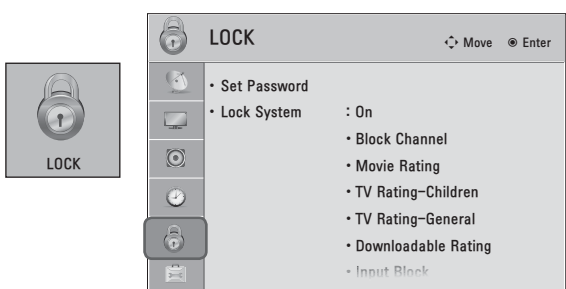 LOCK
LOCK Move Enter
• Set Password
• Lock System : On
• Block Channel
• Movie Rating
• TV Rating-Children
• TV Rating-General
• Downloadable Rating
• Input Block